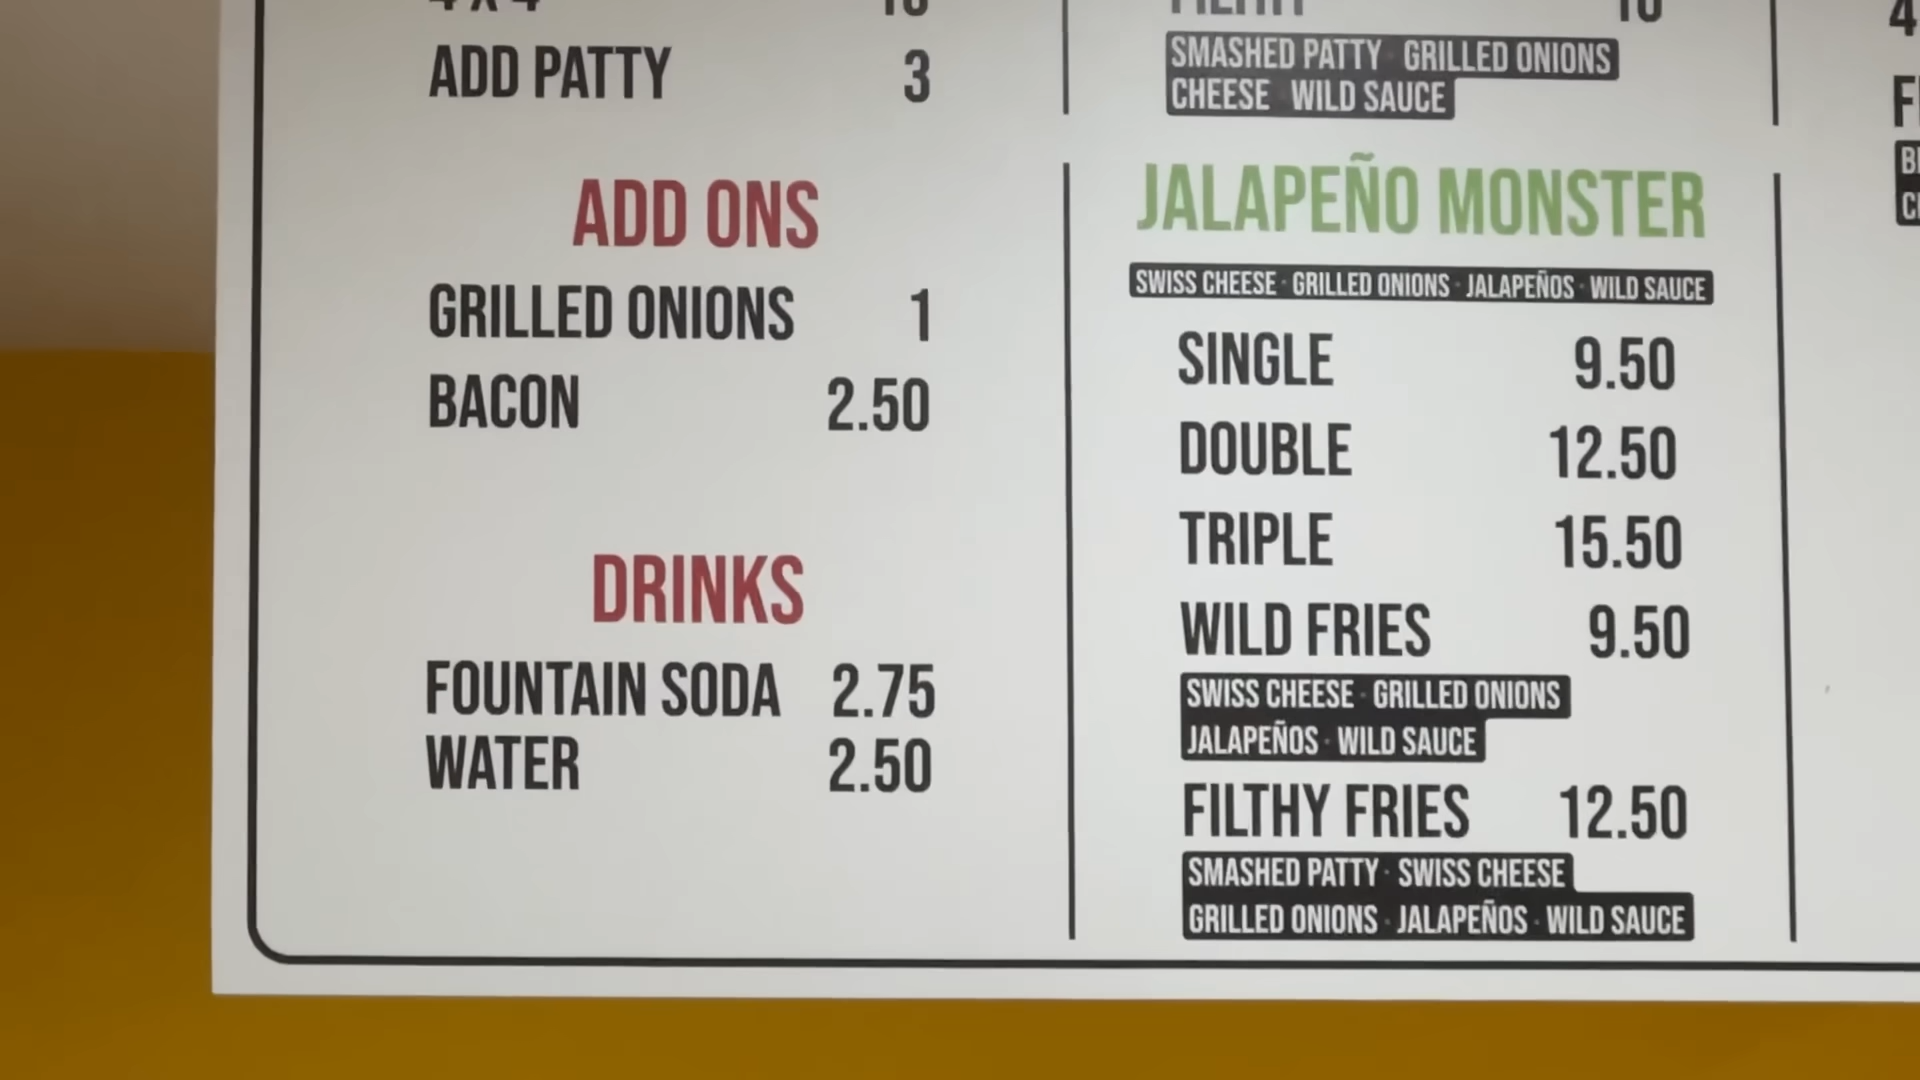 4 X 4
ADD PATTY 3
ADD ONS
GRILLED ONIONS 1
BACON 2.50
DRINKS
FOUNTAIN SODA 2.75
WATER 2.50
SMASHED PATTY · GRILLED ONIONS
CHEESE · WILD SAUCE
JALAPEÑO MONSTER
SWISS CHEESE · GRILLED ONIONS · JALAPEÑOS · WILD SAUCE
SINGLE 9.50
DOUBLE 12.50
TRIPLE 15.50
WILD FRIES 9.50
SWISS CHEESE · GRILLED ONIONS
JALAPEÑOS · WILD SAUCE
FILTHY FRIES 12.50
SMASHED PATTY · SWISS CHEESE
GRILLED ONIONS · JALAPEÑOS · WILD SAUCE